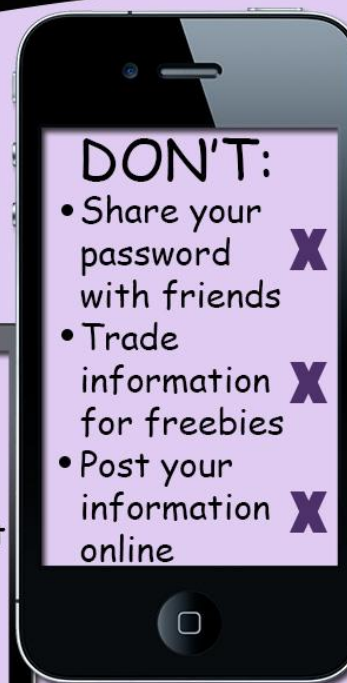 DON'T:
• Share your
password X
with friends
• Trade
information X
for freebies
• Post your
information X
online